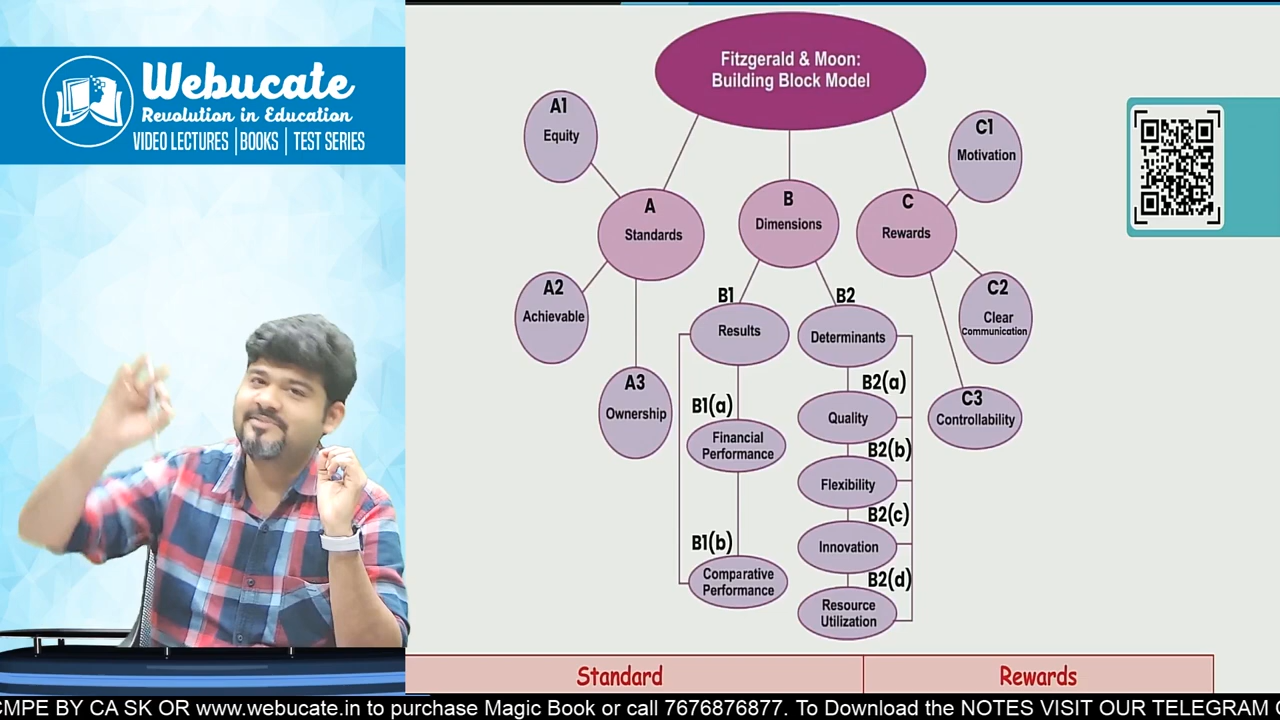 Webucate
Revolution in Education
VIDEO LECTURES | BOOKS | TEST SERIES
Fitzgerald & Moon:
Building Block Model
A1
Equity
A
Standards
A2
Achievable
A3
Ownership
B
Dimensions
B1
Results
B1(a)
Financial
Performance
B1(b)
Comparative
Performance
B2
Determinants
B2(a)
Quality
B2(b)
Flexibility
B2(c)
Innovation
B2(d)
Resource
Utilization
C
Rewards
C1
Motivation
C2
Clear
Communication
C3
Controllability
Standard
Rewards
CMPE BY CA SK OR www.webucate.in to purchase Magic Book or call 7676876877. To Download the NOTES VISIT OUR TELEGRAM